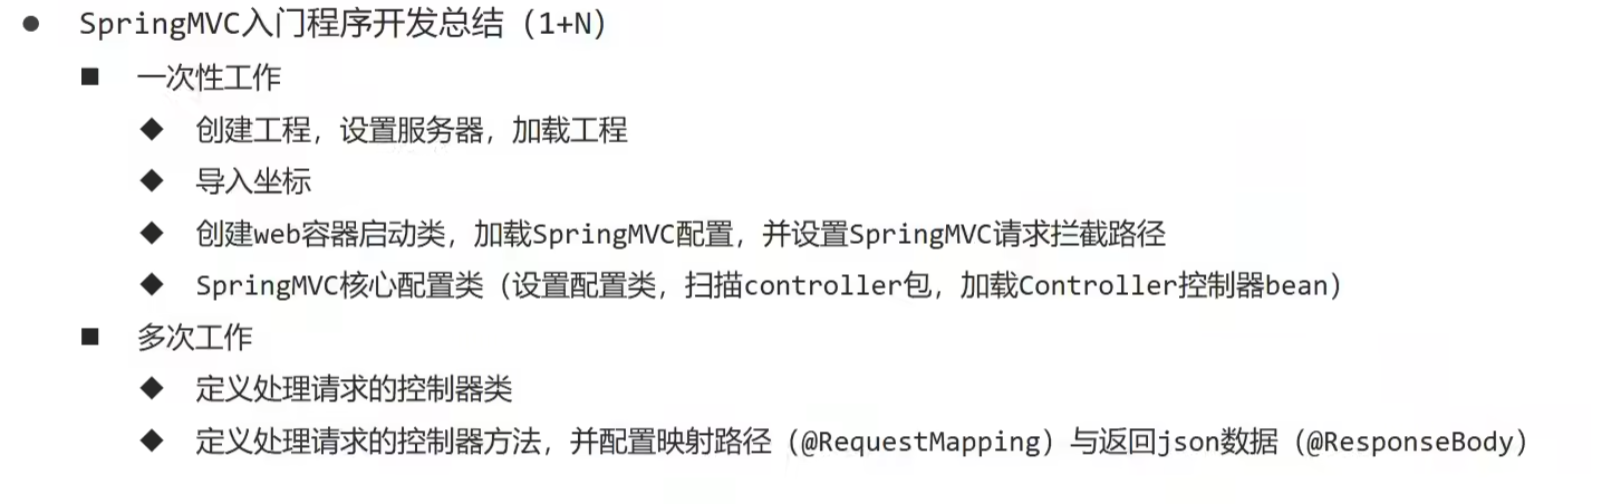 SpringMVC入门程序开发总结（1+N）
一次性工作
创建工程，设置服务器，加载工程
导入坐标
创建web容器启动类，加载SpringMVC配置，并设置SpringMVC请求拦截路径
SpringMVC核心配置类（设置配置类，扫描controller包，加载Controller控制器bean）
多次工作
定义处理请求的控制器类
定义处理请求的控制器方法，并配置映射路径（@RequestMapping）与返回json数据（@ResponseBody）